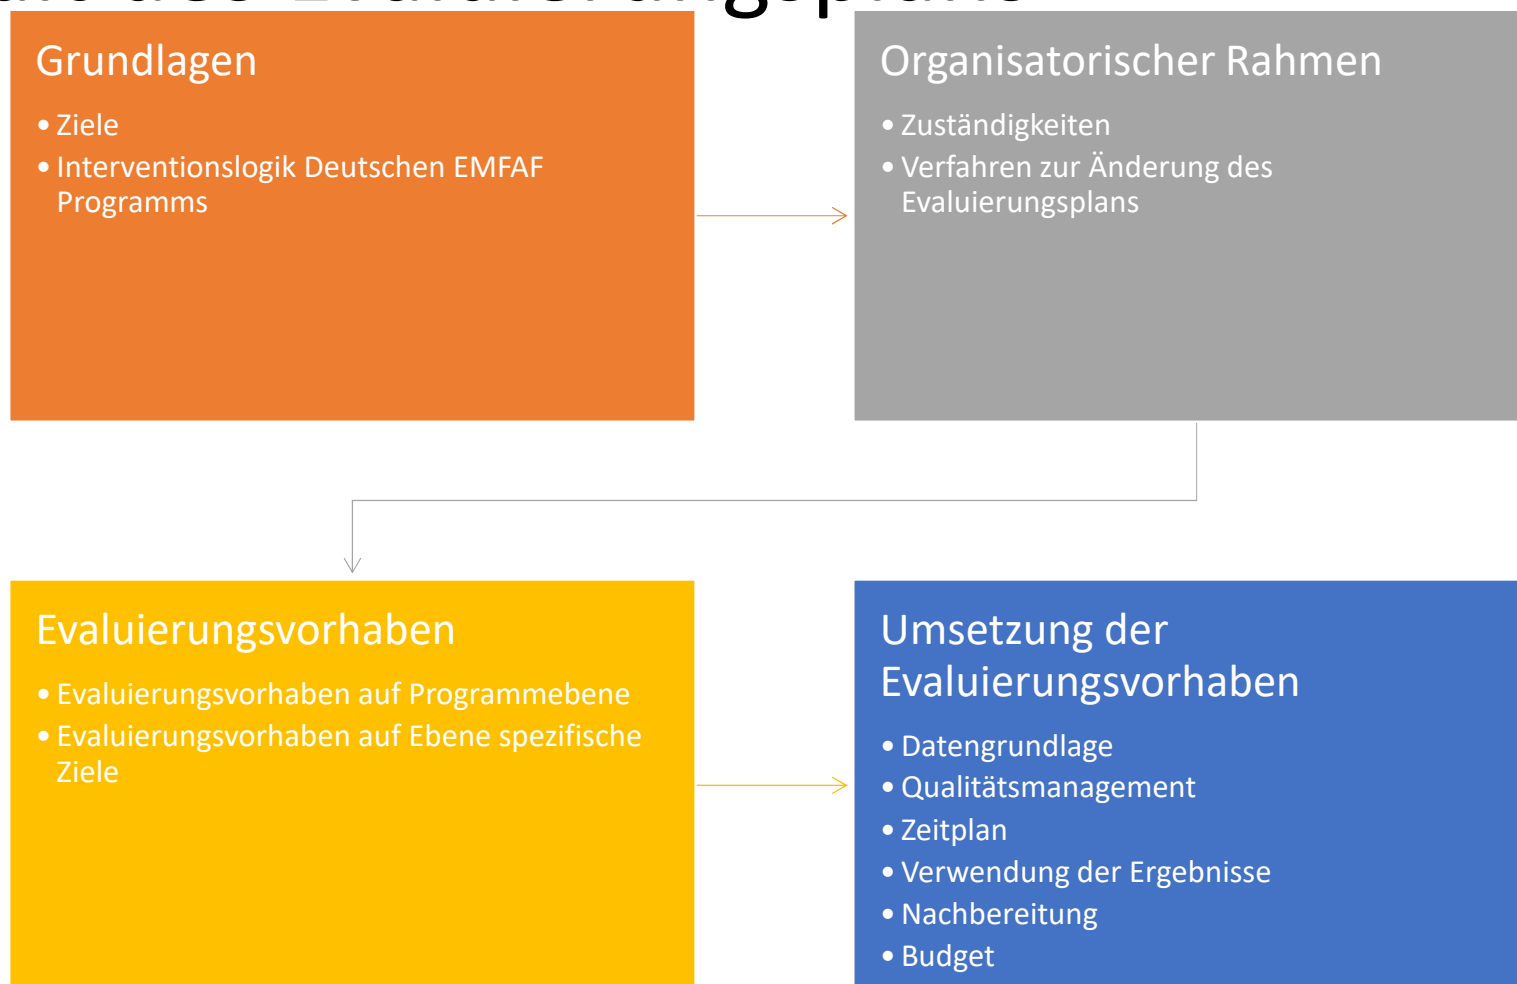 Grundlagen
• Ziele
• Interventionslogik Deutschen EMFAF
Programms
Organisatorischer Rahmen
• Zuständigkeiten
• Verfahren zur Änderung des
Evaluierungsplans
Evaluierungsvorhaben
• Evaluierungsvorhaben auf Programmebene
• Evaluierungsvorhaben auf Ebene spezifische
Ziele
Umsetzung der
Evaluierungsvorhaben
• Datengrundlage
• Qualitätsmanagement
• Zeitplan
• Verwendung der Ergebnisse
• Nachbereitung
• Budget